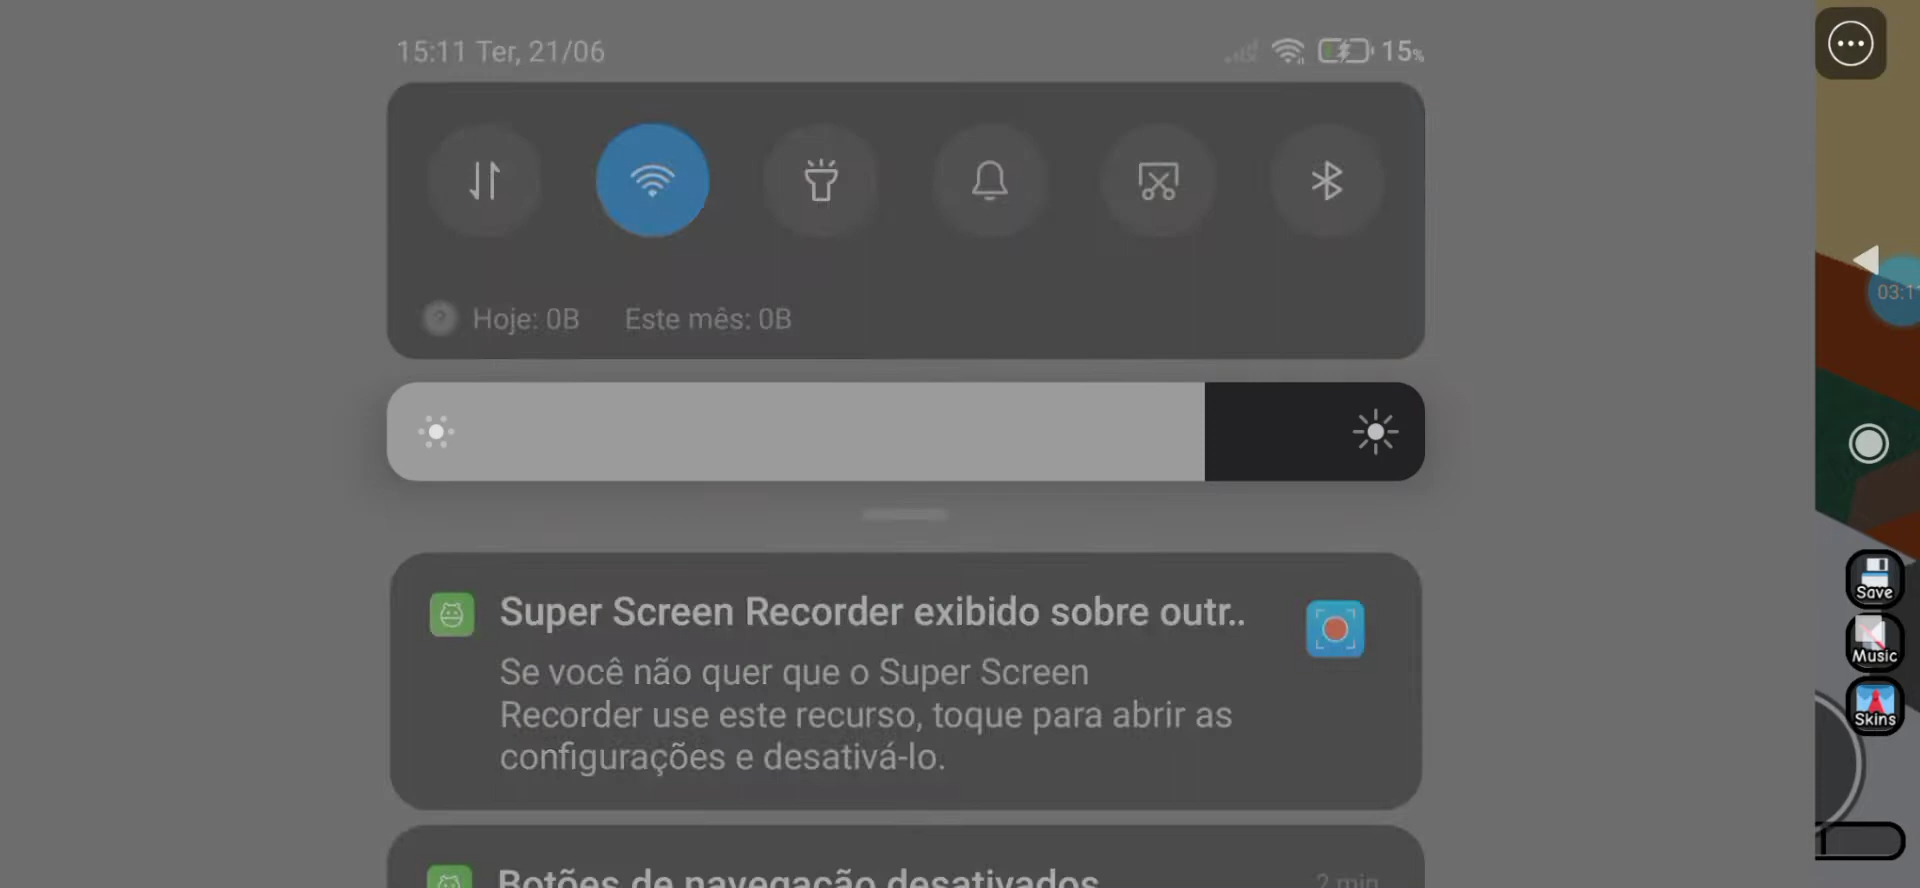 15:11 Ter, 21/06
15%
Hoje: 0B Este mês: 0B
Super Screen Recorder exibido sobre outr..
Se você não quer que o Super Screen
Recorder use este recurso, toque para abrir as
configurações e desativá-lo.
Botões de navegação desativados
2 min
03:1
Save
Music
Skins